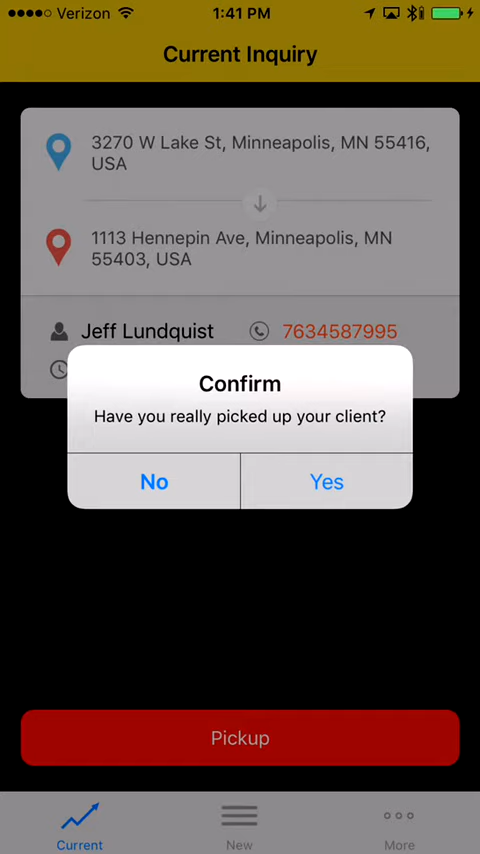 Verizon 1:41 PM
Current Inquiry
3270 W Lake St, Minneapolis, MN 55416,
USA
1113 Hennepin Ave, Minneapolis, MN
55403, USA
Jeff Lundquist 7634587995
Confirm
Have you really picked up your client?
No Yes
Pickup
Current New More